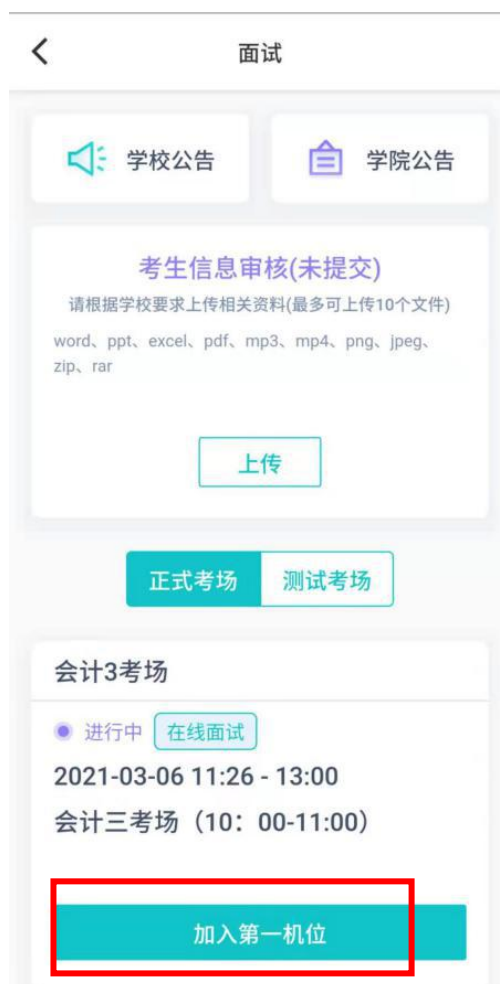 面试
学校公告
学院公告
考生信息审核(未提交)
请根据学校要求上传相关资料(最多可上传10个文件)
word、ppt、excel、pdf、mp3、mp4、png、jpeg、
zip、rar
上传
正式考场
测试考场
会计3考场
进行中 在线面试
2021-03-06 11:26 - 13:00
会计三考场（10：00-11:00）
加入第一机位